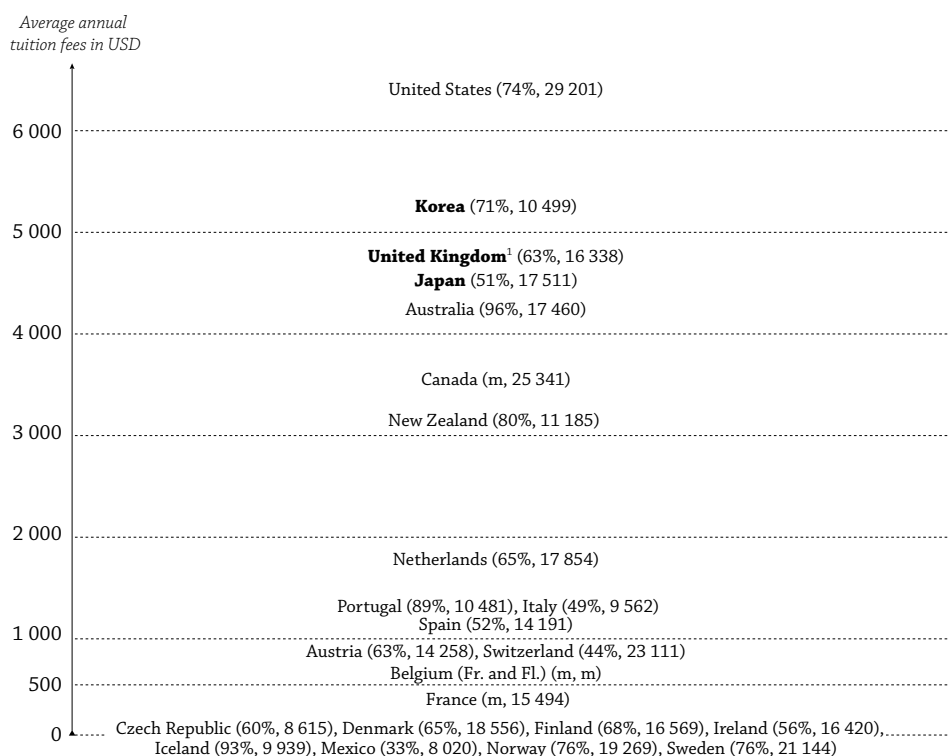 Average annual
tuition fees in USD
United States (74%, 29 201)
6 000
Korea (71%, 10 499)
5 000
United Kingdom¹ (63%, 16 338)
Japan (51%, 17 511)
Australia (96%, 17 460)
4 000
Canada (m, 25 341)
New Zealand (80%, 11 185)
3 000
2 000
Netherlands (65%, 17 854)
Portugal (89%, 10 481), Italy (49%, 9 562)
Spain (52%, 14 191)
1 000
Austria (63%, 14 258), Switzerland (44%, 23 111)
Belgium (Fr. and Fl.) (m, m)
500
France (m, 15 494)
0
Czech Republic (60%, 8 615), Denmark (65%, 18 556), Finland (68%, 16 569), Ireland (56%, 16 420),
Iceland (93%, 9 939), Mexico (33%, 8 020), Norway (76%, 19 269), Sweden (76%, 21 144)